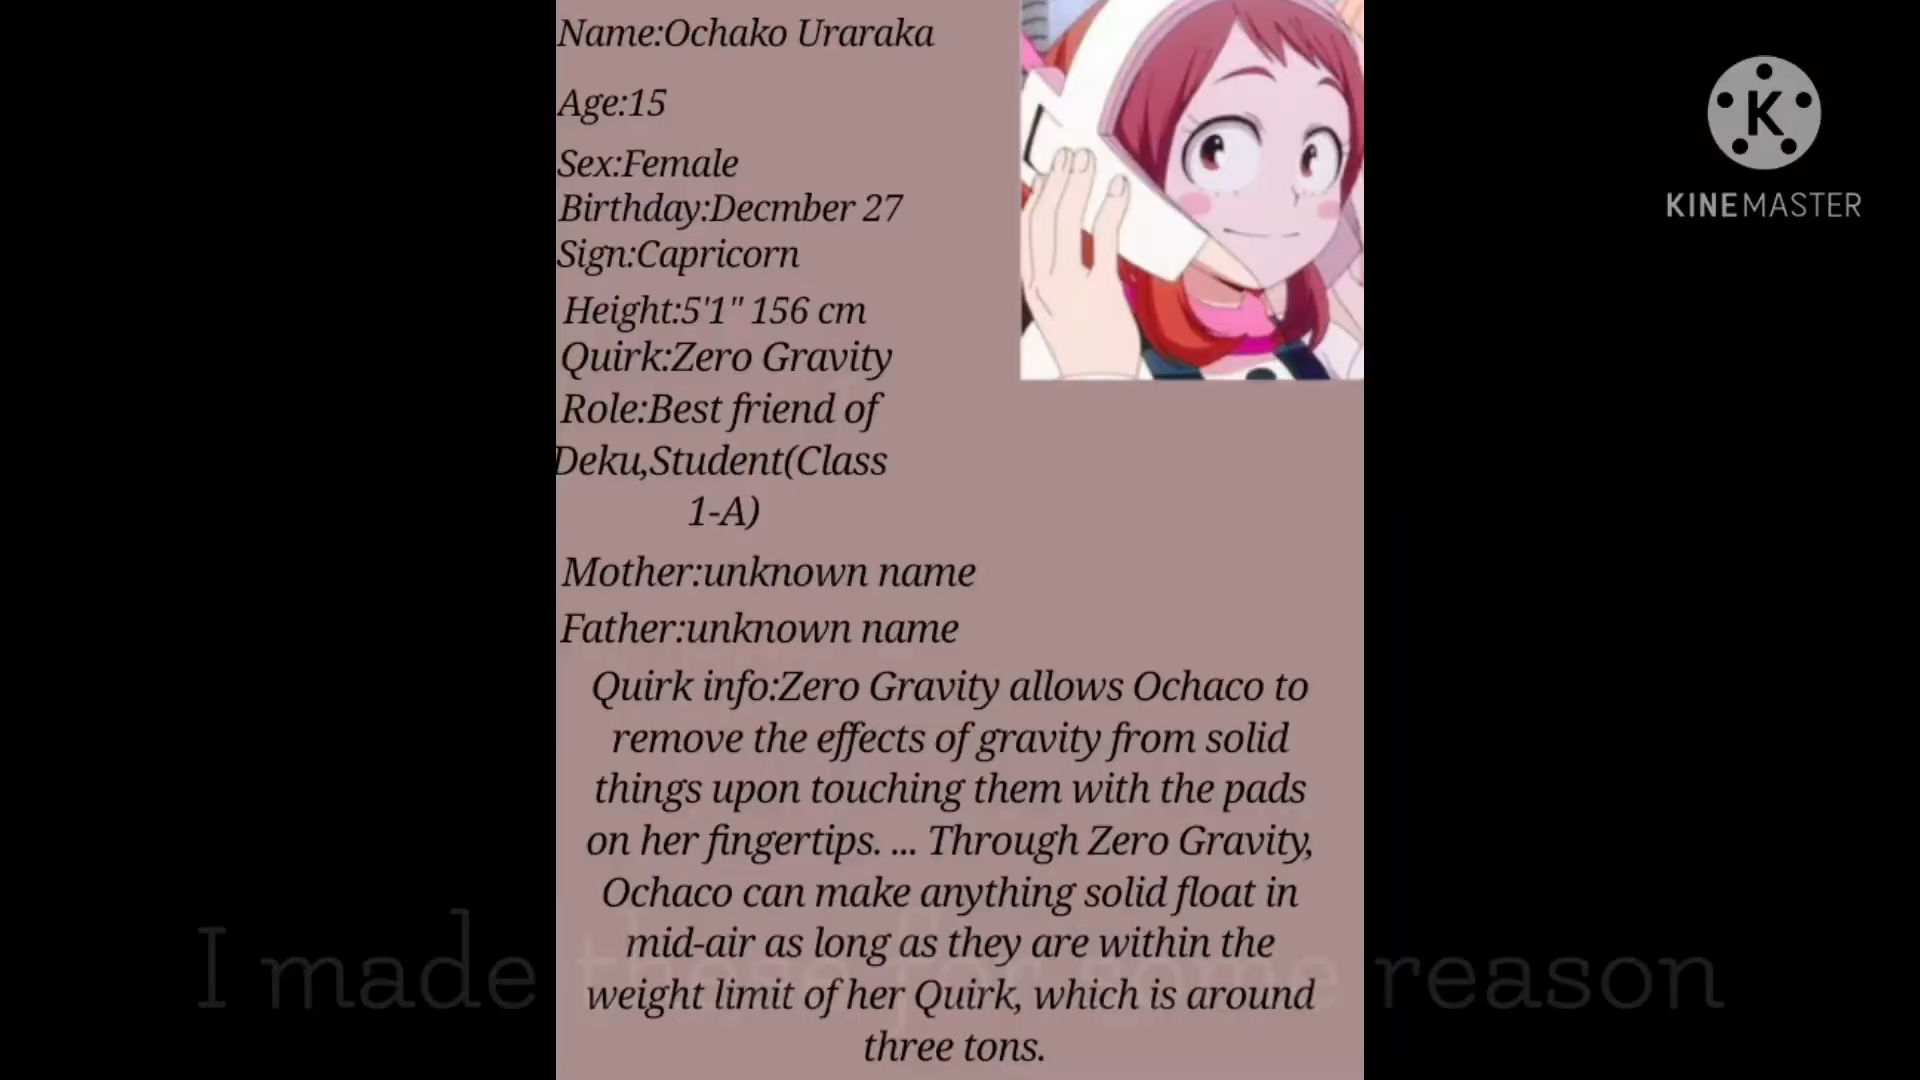 Name:Ochako Uraraka
Age:15
Sex:Female
Birthday:Decmber 27
Sign:Capricorn
Height:5'1" 156 cm
Quirk:Zero Gravity
Role:Best friend of
Deku,Student(Class
1-A)
Mother:unknown name
Father:unknown name
Quirk info:Zero Gravity allows Ochaco to
remove the effects of gravity from solid
things upon touching them with the pads
on her fingertips. ... Through Zero Gravity,
Ochaco can make anything solid float in
mid-air as long as they are within the
weight limit of her Quirk, which is around
three tons.
I made these for some reason
K
KINEMASTER